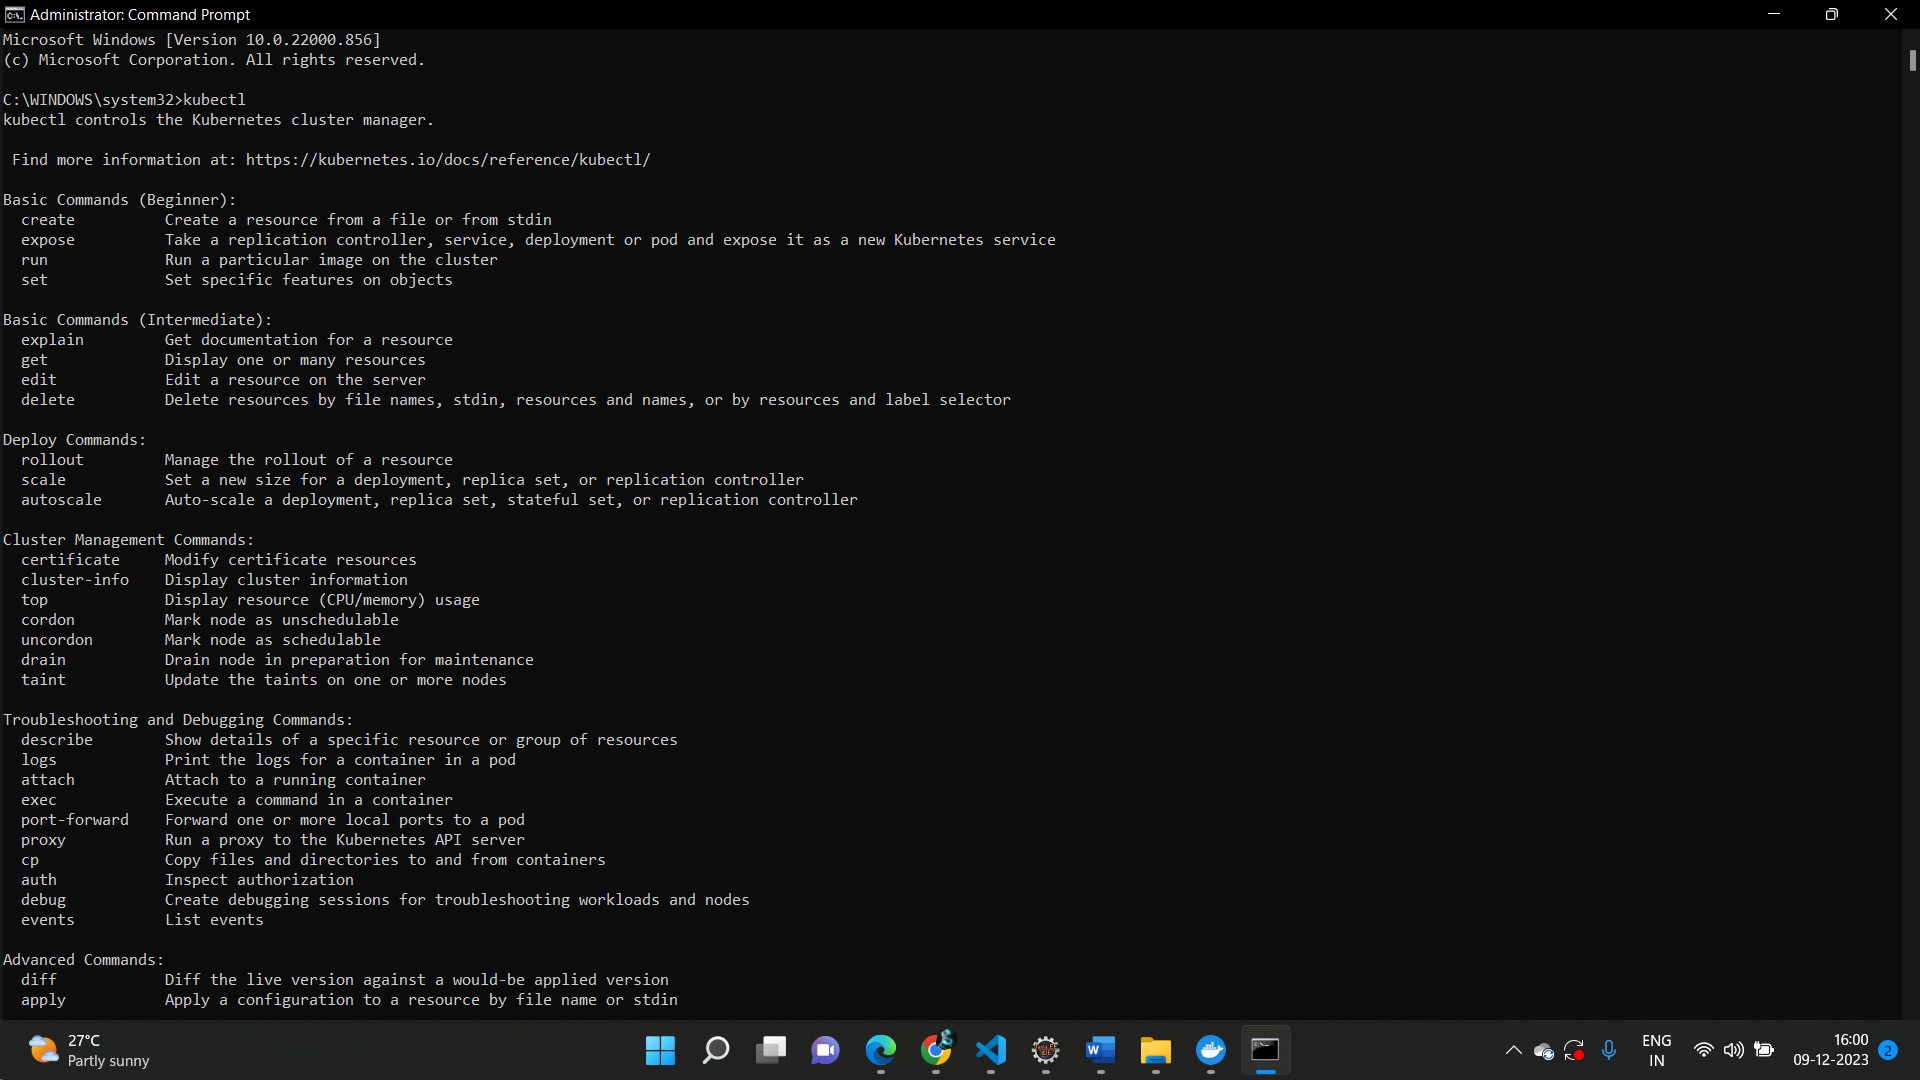 Administrator: Command Prompt
Microsoft Windows [Version 10.0.22000.856]
(c) Microsoft Corporation. All rights reserved.
C:\WINDOWS\system32>kubectl
kubectl controls the Kubernetes cluster manager.
Find more information at: https://kubernetes.io/docs/reference/kubectl/
Basic Commands (Beginner):
create Create a resource from a file or from stdin
expose Take a replication controller, service, deployment or pod and expose it as a new Kubernetes service
run Run a particular image on the cluster
set Set specific features on objects
Basic Commands (Intermediate):
explain Get documentation for a resource
get Display one or many resources
edit Edit a resource on the server
delete Delete resources by file names, stdin, resources and names, or by resources and label selector
Deploy Commands:
rollout Manage the rollout of a resource
scale Set a new size for a deployment, replica set, or replication controller
autoscale Auto-scale a deployment, replica set, stateful set, or replication controller
Cluster Management Commands:
certificate Modify certificate resources
cluster-info Display cluster information
top Display resource (CPU/memory) usage
cordon Mark node as unschedulable
uncordon Mark node as schedulable
drain Drain node in preparation for maintenance
taint Update the taints on one or more nodes
Troubleshooting and Debugging Commands:
describe Show details of a specific resource or group of resources
logs Print the logs for a container in a pod
attach Attach to a running container
exec Execute a command in a container
port-forward Forward one or more local ports to a pod
proxy Run a proxy to the Kubernetes API server
cp Copy files and directories to and from containers
auth Inspect authorization
debug Create debugging sessions for troubleshooting workloads and nodes
events List events
Advanced Commands:
diff Diff the live version against a would-be applied version
apply Apply a configuration to a resource by file name or stdin
27°C
Partly sunny
ENG
IN
16:00
09-12-2023
2